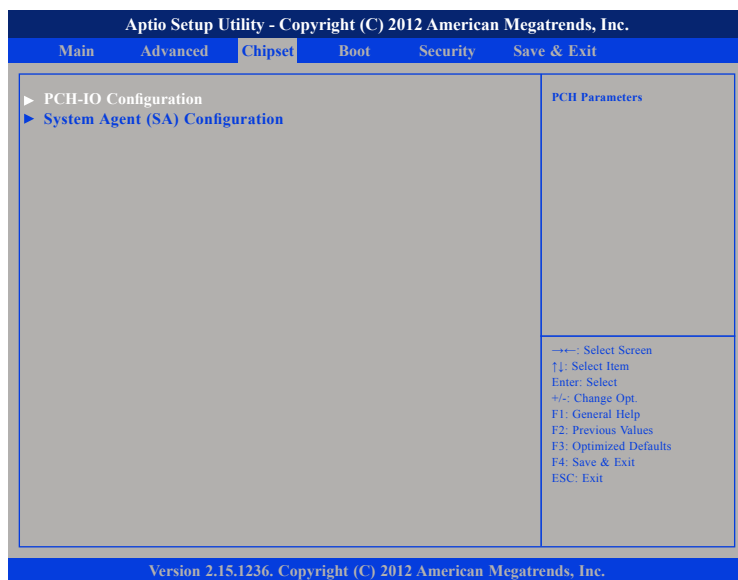 Aptio Setup Utility - Copyright (C) 2012 American Megatrends, Inc.
Main Advanced Chipset Boot Security Save & Exit
► PCH-IO Configuration
► System Agent (SA) Configuration
PCH Parameters
→←: Select Screen
↑↓: Select Item
Enter: Select
+/-: Change Opt.
F1: General Help
F2: Previous Values
F3: Optimized Defaults
F4: Save & Exit
ESC: Exit
Version 2.15.1236. Copyright (C) 2012 American Megatrends, Inc.